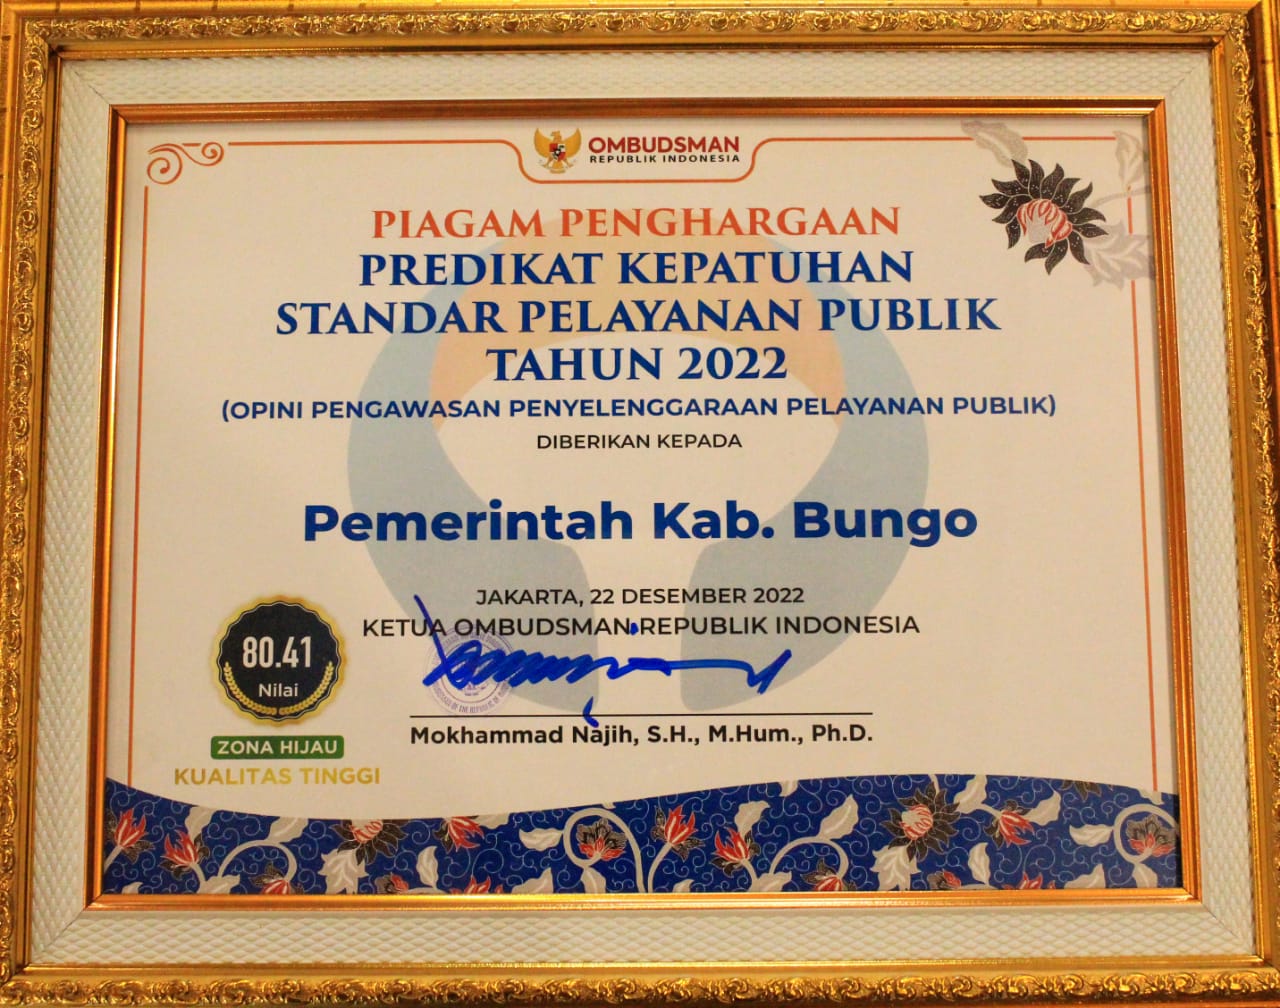 OMBUDSMAN
REPUBLIK INDONESIA
PIAGAM PENGHARGAAN
PREDIKAT KEPATUHAN
STANDAR PELAYANAN PUBLIK
TAHUN 2022
(OPINI PENGAWASAN PENYELENGGARAAN PELAYANAN PUBLIK)
DIBERIKAN KEPADA
Pemerintah Kab. Bungo
JAKARTA, 22 DESEMBER 2022
KETUA OMBUDSMAN REPUBLIK INDONESIA
Mokhammad Najih, S.H., M.Hum., Ph.D.
80.41
Nilai
ZONA HIJAU
KUALITAS TINGGI